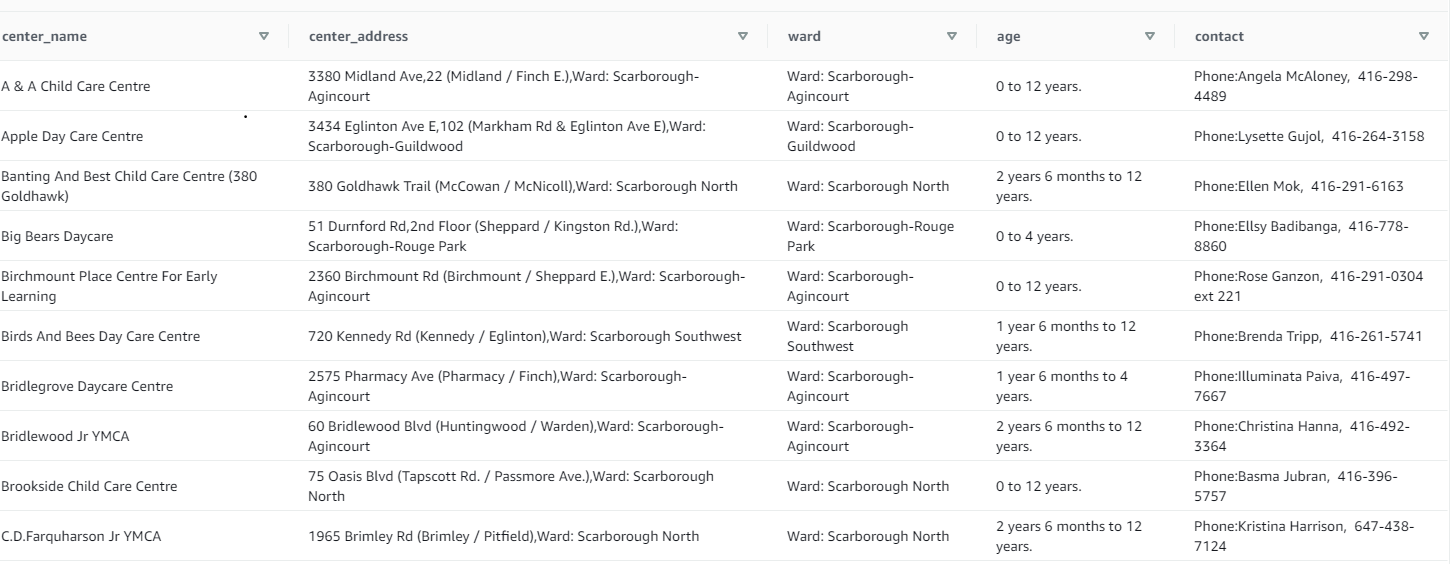 center_name center_address ward age contact
A & A Child Care Centre 3380 Midland Ave,22 (Midland / Finch E.),Ward: Scarborough- Ward: Scarborough- 0 to 12 years. Phone:Angela McAloney, 416-298-
Agincourt Agincourt 4489
Apple Day Care Centre 3434 Eglinton Ave E,102 (Markham Rd & Eglinton Ave E),Ward: Ward: Scarborough- 0 to 12 years. Phone:Lysette Gujol, 416-264-3158
Scarborough-Guildwood Guildwood
Banting And Best Child Care Centre (380 380 Goldhawk Trail (McCowan / McNicoll),Ward: Scarborough North Ward: Scarborough North 2 years 6 months to 12 Phone:Ellen Mok, 416-291-6163
Goldhawk) years.
Big Bears Daycare 51 Durnford Rd,2nd Floor (Sheppard / Kingston Rd.),Ward: Ward: Scarborough-Rouge 0 to 4 years. Phone:Ellsy Badibanga, 416-778-
Scarborough-Rouge Park Park 8860
Birchmount Place Centre For Early 2360 Birchmount Rd (Birchmount / Sheppard E.),Ward: Scarborough- Ward: Scarborough- 0 to 12 years. Phone:Rose Ganzon, 416-291-0304
Learning Agincourt Agincourt ext 221
Birds And Bees Day Care Centre 720 Kennedy Rd (Kennedy / Eglinton),Ward: Scarborough Southwest Ward: Scarborough 1 year 6 months to 12 Phone:Brenda Tripp, 416-261-5741
Southwest years.
Bridlegrove Daycare Centre 2575 Pharmacy Ave (Pharmacy / Finch),Ward: Scarborough- Ward: Scarborough- 1 year 6 months to 4 Phone:Illuminata Paiva, 416-497-
Agincourt Agincourt years. 7667
Bridlewood Jr YMCA 60 Bridlewood Blvd (Huntingwood / Warden),Ward: Scarborough- Ward: Scarborough- 2 years 6 months to 12 Phone:Christina Hanna, 416-492-
Agincourt Agincourt years. 3364
Brookside Child Care Centre 75 Oasis Blvd (Tapscott Rd. / Passmore Ave.),Ward: Scarborough Ward: Scarborough North 0 to 12 years. Phone:Basma Jubran, 416-396-
North 5757
C.D.Farquharson Jr YMCA 1965 Brimley Rd (Brimley / Pitfield),Ward: Scarborough North Ward: Scarborough North 2 years 6 months to 12 Phone:Kristina Harrison, 647-438-
years. 7124